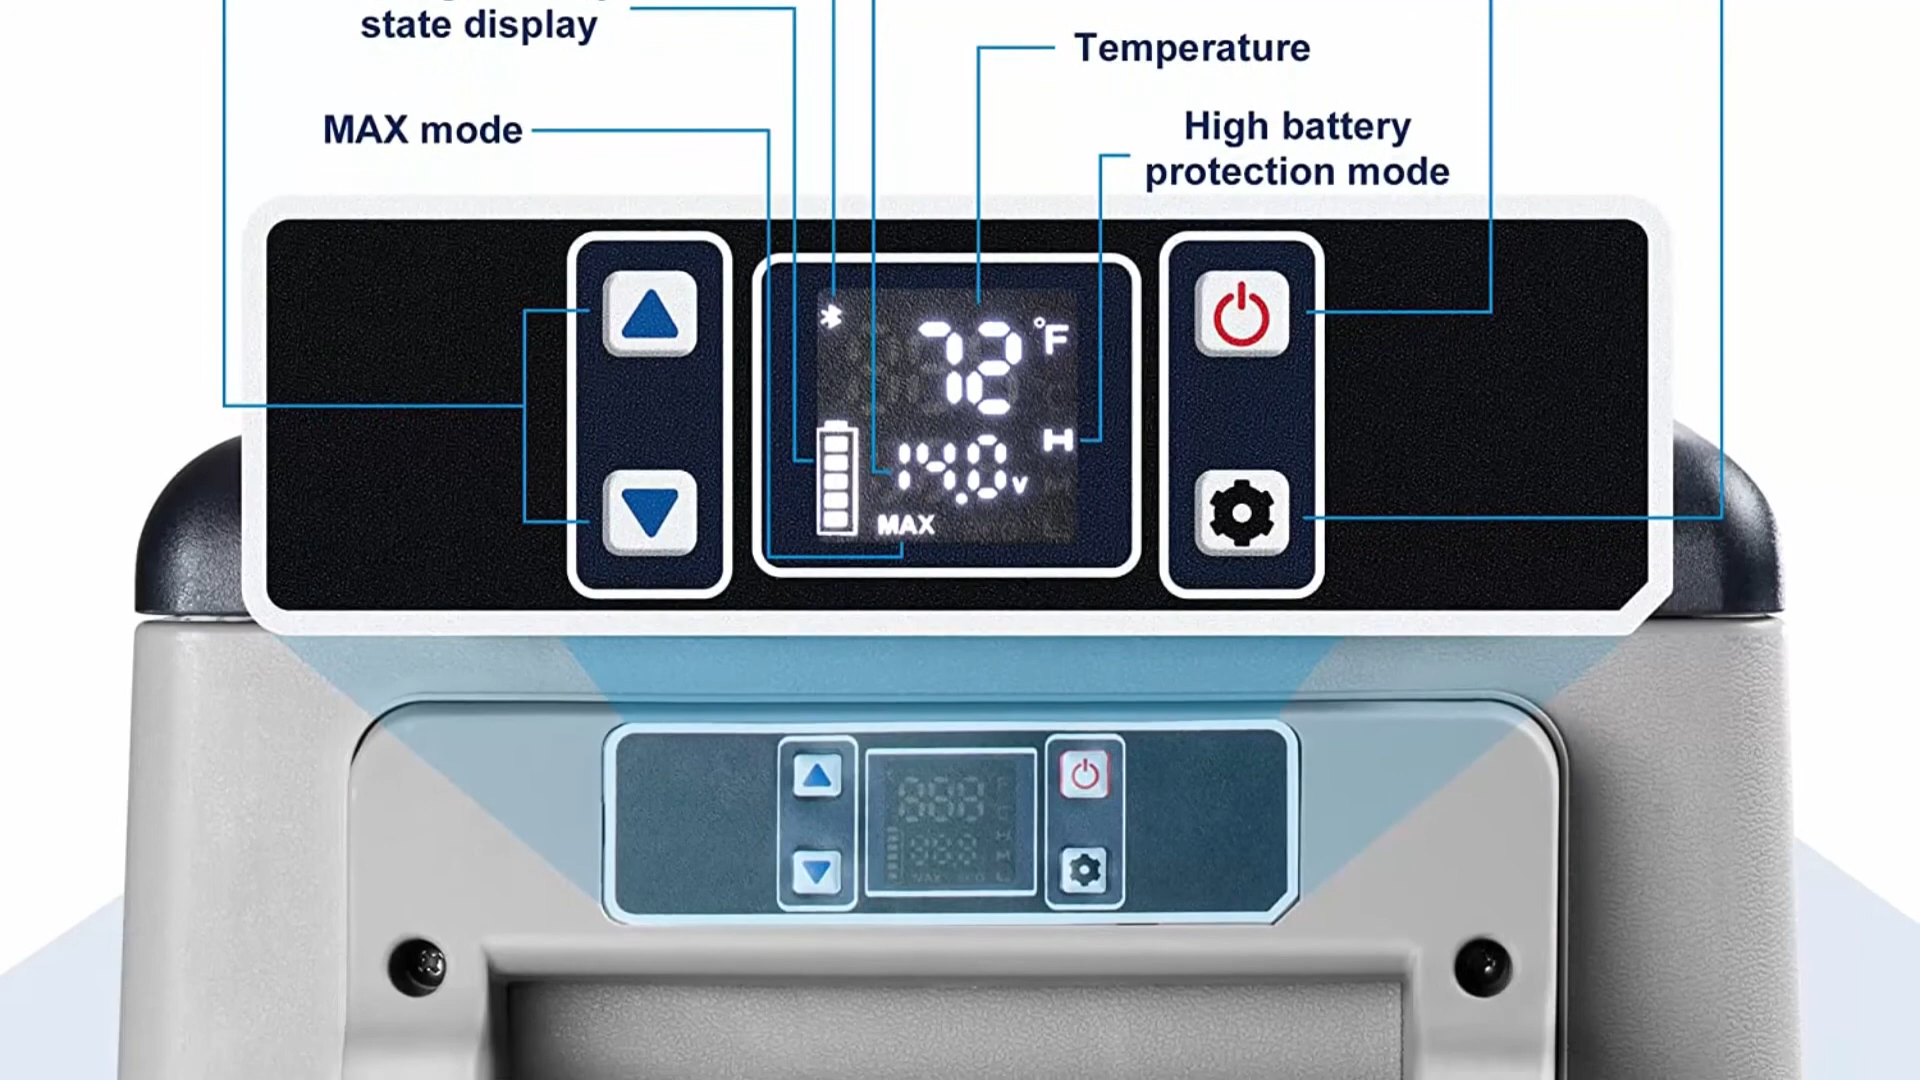 state display
Temperature
MAX mode
High battery
protection mode
72 °F
H
14.0 v
MAX